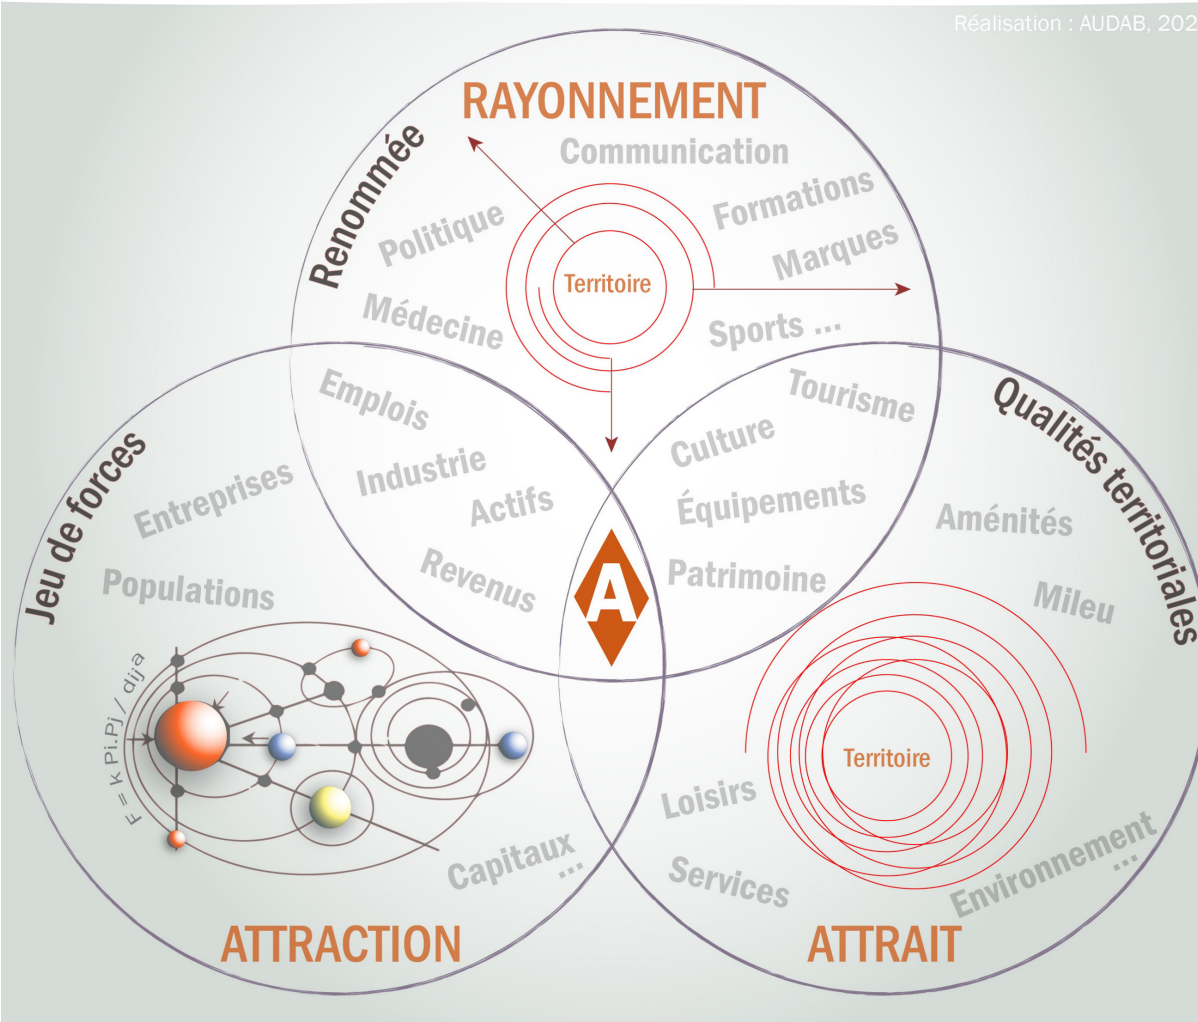 Réalisation : AUDAB, 202
RAYONNEMENT
Renommée
Communication
Formations
Politique
Marques
Territoire
Médecine
Sports ...
Emplois
Tourisme
Culture
Industrie
Actifs
Équipements
Revenus
Patrimoine
A
Jeu de forces
Entreprises
Populations
F = k Pi.Pj / dija
Capitaux
...
ATTRACTION
Qualités territoriales
Aménités
Mileu
Territoire
Loisirs
Services
Environnement
...
ATTRAIT